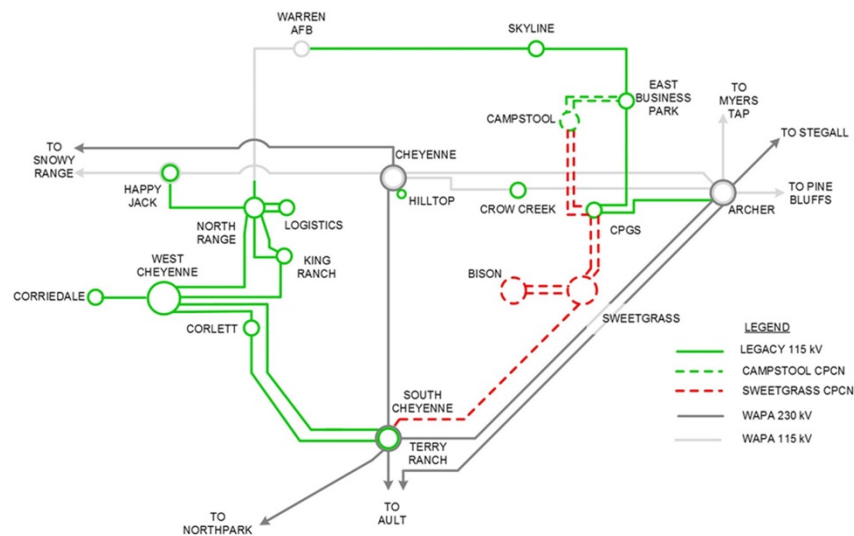 WARREN
AFB
SKYLINE
EAST
BUSINESS
PARK
TO
MYERS
TAP
CAMPSTOOL
TO STEGALL
TO
SNOWY
RANGE
CHEYENNE
HAPPY
JACK
HILLTOP
CROW CREEK
TO PINE
BLUFFS
ARCHER
NORTH
RANGE
LOGISTICS
CPGS
KING
RANCH
WEST
CHEYENNE
BISON
CORRIEDALE
SWEETGRASS
CORLETT
LEGEND
LEGACY 115 kV
CAMPSTOOL CPCN
SWEETGRASS CPCN
WAPA 230 kV
WAPA 115 kV
SOUTH
CHEYENNE
TERRY
RANCH
TO
AULT
TO
NORTHPARK